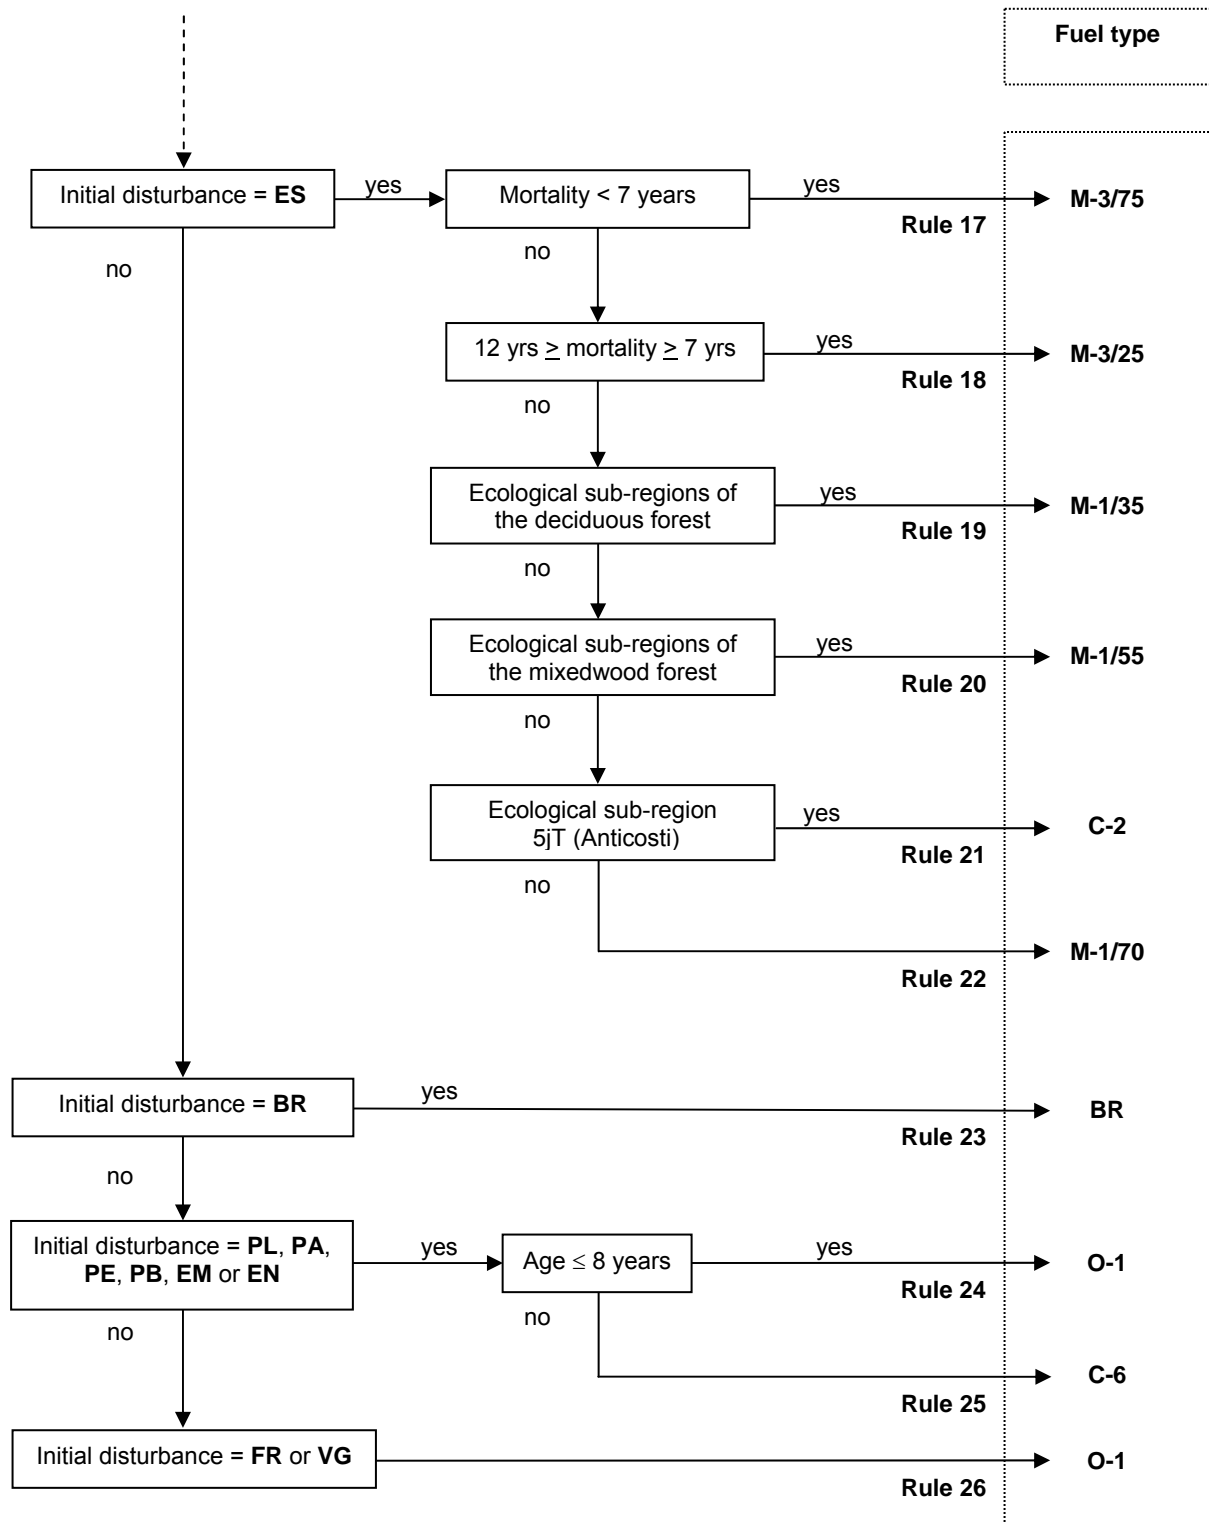 Fuel type
Initial disturbance = ES
yes
Mortality < 7 years
yes
M-3/75
Rule 17
no
no
12 yrs ≥ mortality ≥ 7 yrs
yes
M-3/25
Rule 18
no
Ecological sub-regions of
the deciduous forest
yes
M-1/35
Rule 19
no
Ecological sub-regions of
the mixedwood forest
yes
M-1/55
Rule 20
no
Ecological sub-region
5jT (Anticosti)
yes
C-2
Rule 21
no
M-1/70
Rule 22
Initial disturbance = BR
yes
BR
Rule 23
no
Initial disturbance = PL, PA,
PE, PB, EM or EN
yes
Age ≤ 8 years
yes
O-1
Rule 24
no
no
C-6
Rule 25
Initial disturbance = FR or VG
O-1
Rule 26